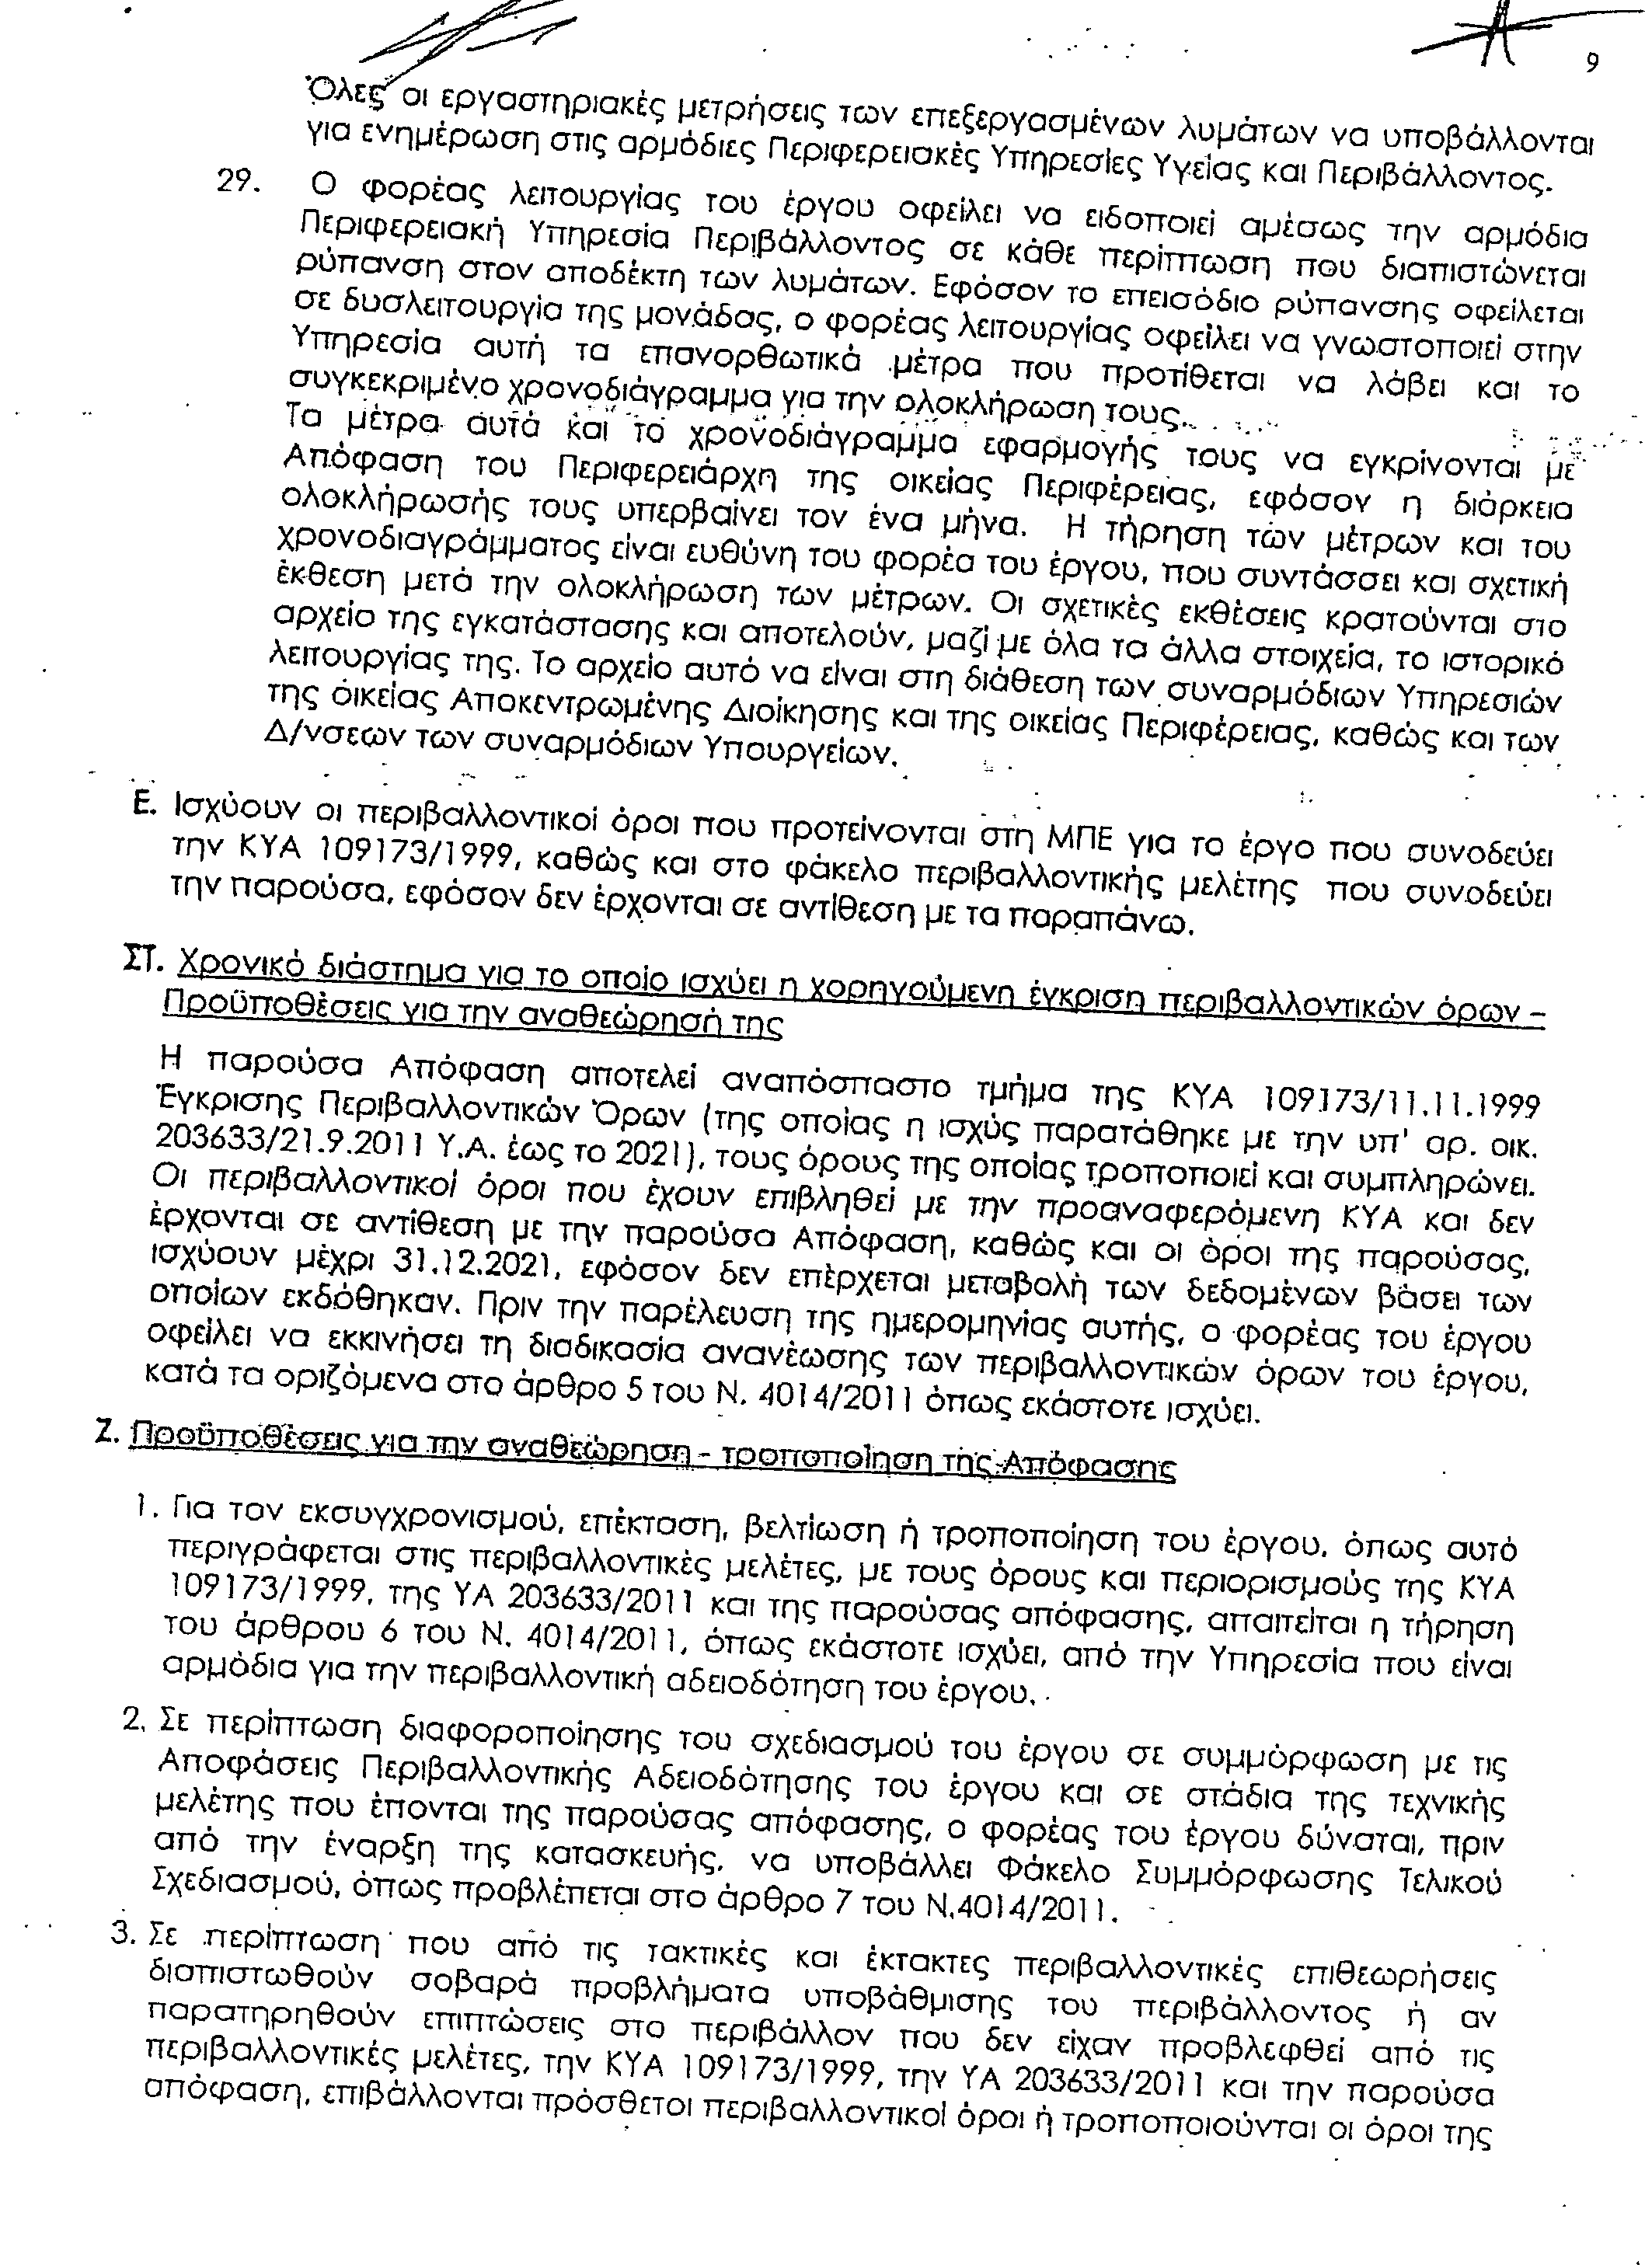 9
Όλες οι εργαστηριακές μετρήσεις των επεξεργασμένων λυμάτων να υποβάλλονται
για ενημέρωση στις αρμόδιες Περιφερειακές Υπηρεσίες Υγείας και Περιβάλλοντος.
29. Ο φορέας λειτουργίας του έργου οφείλει να ειδοποιεί αμέσως την αρμόδια
Περιφερειακή Υπηρεσία Περιβάλλοντος σε κάθε περίπτωση που διαπιστώνεται
ρύπανση στον αποδέκτη των λυμάτων. Εφόσον το επεισόδιο ρύπανσης οφείλεται
σε δυσλειτουργία της μονάδας, ο φορέας λειτουργίας οφείλει να γνωστοποιεί στην
Υπηρεσία αυτή τα επανορθωτικά μέτρα που προτίθεται να λάβει και το
συγκεκριμένο χρονοδιάγραμμα για την ολοκλήρωση τους.
Τα μέτρα αυτά και το χρονοδιάγραμμα εφαρμογής τους να εγκρίνονται με
Απόφαση του Περιφερειάρχη της οικείας Περιφέρειας, εφόσον η διάρκεια
ολοκλήρωσής τους υπερβαίνει τον ένα μήνα. Η τήρηση των μέτρων και του
χρονοδιαγράμματος είναι ευθύνη του φορέα του έργου, που συντάσσει και σχετική
έκθεση μετά την ολοκλήρωση των μέτρων. Οι σχετικές εκθέσεις κρατούνται στο
αρχείο της εγκατάστασης και αποτελούν, μαζί με όλα τα άλλα στοιχεία, το ιστορικό
λειτουργίας της. Το αρχείο αυτό να είναι στη διάθεση των συναρμόδιων Υπηρεσιών
της οικείας Αποκεντρωμένης Διοίκησης και της οικείας Περιφέρειας, καθώς και των
Δ/νσεων των συναρμόδιων Υπουργείων.
Ε. Ισχύουν οι περιβαλλοντικοί όροι που προτείνονται στη ΜΠΕ για το έργο που συνοδεύει
την ΚΥΑ 109173/1999, καθώς και στο φάκελο περιβαλλοντικής μελέτης που συνοδεύει
την παρούσα, εφόσον δεν έρχονται σε αντίθεση με τα παραπάνω.
ΣΤ. Χρονικό διάστημα για το οποίο ισχύει η χορηγούμενη έγκριση περιβαλλοντικών όρων –
Προϋποθέσεις για την αναθεώρησή της
Η παρούσα Απόφαση αποτελεί αναπόσπαστο τμήμα της ΚΥΑ 109173/11.11.1999
Έγκρισης Περιβαλλοντικών Όρων (της οποίας η ισχύς παρατάθηκε με την υπ' αρ. οικ.
203633/21.9.2011 Υ.Α. έως το 2021), τους όρους της οποίας τροποποιεί και συμπληρώνει.
Οι περιβαλλοντικοί όροι που έχουν επιβληθεί με την προαναφερόμενη ΚΥΑ και δεν
έρχονται σε αντίθεση με την παρούσα Απόφαση, καθώς και οι όροι της παρούσας,
ισχύουν μέχρι 31.12.2021, εφόσον δεν επέρχεται μεταβολή των δεδομένων βάσει των
οποίων εκδόθηκαν. Πριν την παρέλευση της ημερομηνίας αυτής, ο φορέας του έργου
οφείλει να εκκινήσει τη διαδικασία ανανέωσης των περιβαλλοντικών όρων του έργου,
κατά τα οριζόμενα στο άρθρο 5 του Ν. 4014/2011 όπως εκάστοτε ισχύει.
Ζ. Προϋποθέσεις για την αναθεώρηση – τροποποίηση της Απόφασης
1. Για τον εκσυγχρονισμού, επέκταση, βελτίωση ή τροποποίηση του έργου, όπως αυτό
περιγράφεται στις περιβαλλοντικές μελέτες, με τους όρους και περιορισμούς της ΚΥΑ
109173/1999, της ΥΑ 203633/2011 και της παρούσας απόφασης, απαιτείται η τήρηση
του άρθρου 6 του Ν. 4014/2011, όπως εκάστοτε ισχύει, από την Υπηρεσία που είναι
αρμόδια για την περιβαλλοντική αδειοδότηση του έργου.
2. Σε περίπτωση διαφοροποίησης του σχεδιασμού του έργου σε συμμόρφωση με τις
Αποφάσεις Περιβαλλοντικής Αδειοδότησης του έργου και σε στάδια της τεχνικής
μελέτης που έπονται της παρούσας απόφασης, ο φορέας του έργου δύναται, πριν
από την έναρξη της κατασκευής, να υποβάλλει Φάκελο Συμμόρφωσης Τελικού
Σχεδιασμού, όπως προβλέπεται στο άρθρο 7 του Ν.4014/2011.
3. Σε περίπτωση που από τις τακτικές και έκτακτες περιβαλλοντικές επιθεωρήσεις
διαπιστωθούν σοβαρά προβλήματα υποβάθμισης του περιβάλλοντος ή αν
παρατηρηθούν επιπτώσεις στο περιβάλλον που δεν είχαν προβλεφθεί από τις
περιβαλλοντικές μελέτες, την ΚΥΑ 109173/1999, την ΥΑ 203633/2011 και την παρούσα
απόφαση, επιβάλλονται πρόσθετοι περιβαλλοντικοί όροι ή τροποποιούνται οι όροι της